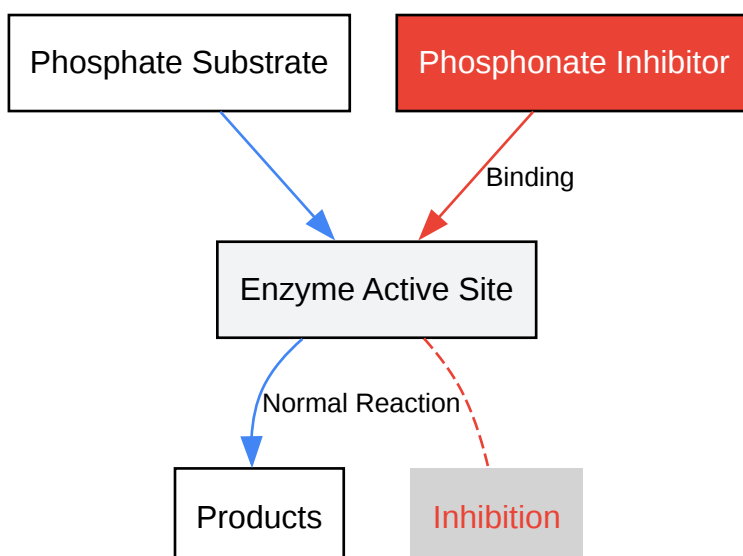 Phosphate Substrate
Phosphonate Inhibitor
Binding
Enzyme Active Site
Normal Reaction
Products
Inhibition